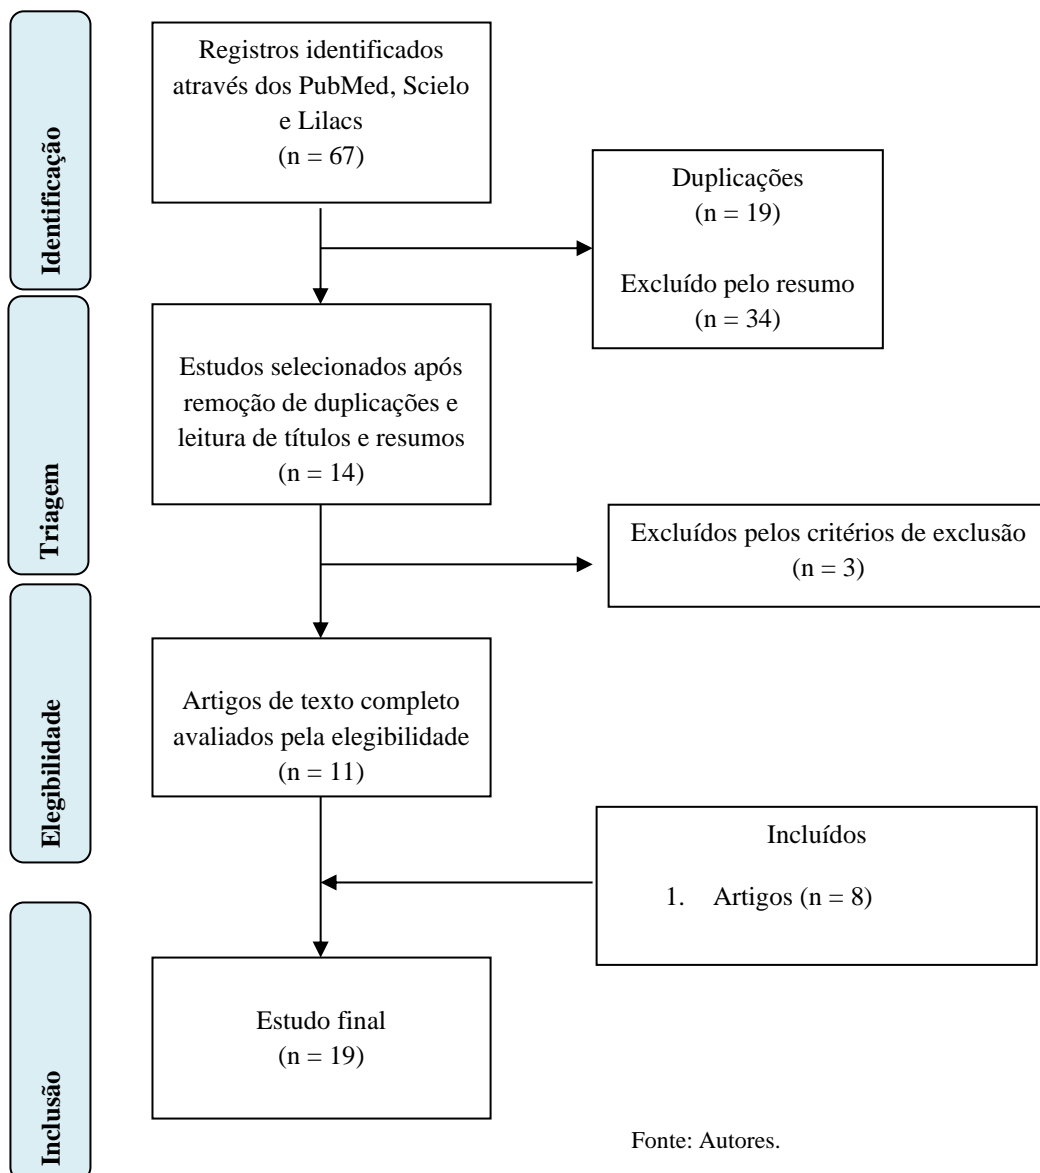 Identificação
Registros identificados
através dos PubMed, Scielo
e Lilacs
(n = 67)
Duplicações
(n = 19)
Excluído pelo resumo
(n = 34)
Triagem
Estudos selecionados após
remoção de duplicações e
leitura de títulos e resumos
(n = 14)
Excluídos pelos critérios de exclusão
(n = 3)
Elegibilidade
Artigos de texto completo
avaliados pela elegibilidade
(n = 11)
Incluídos
1. Artigos (n = 8)
Inclusão
Estudo final
(n = 19)
Fonte: Autores.